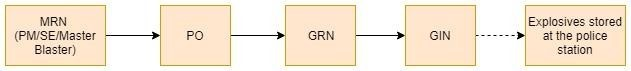 MRN
(PM/SE/Master
Blaster)
PO
GRN
GIN
Explosives stored
at the police
station